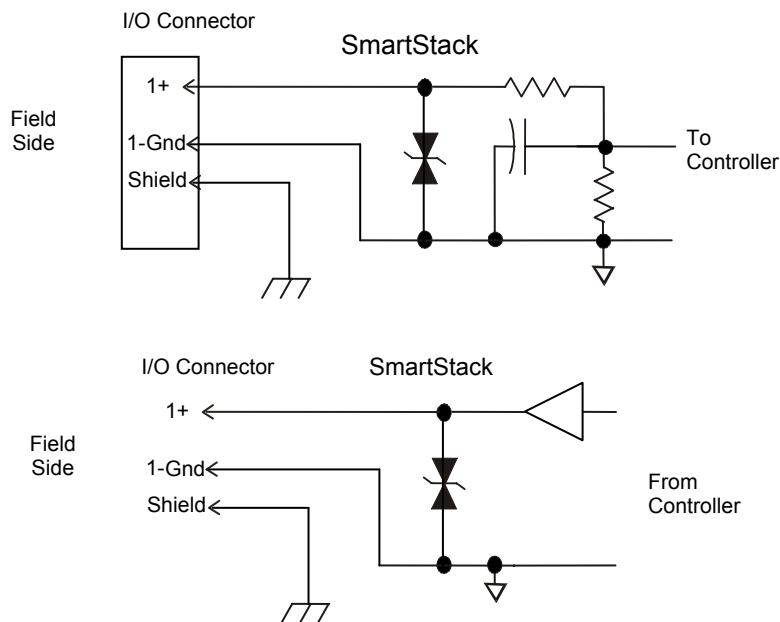 I/O Connector
SmartStack
1+
Field
Side
1-Gnd
To
Controller
Shield
I/O Connector
SmartStack
1+
Field
Side
1-Gnd
From
Controller
Shield